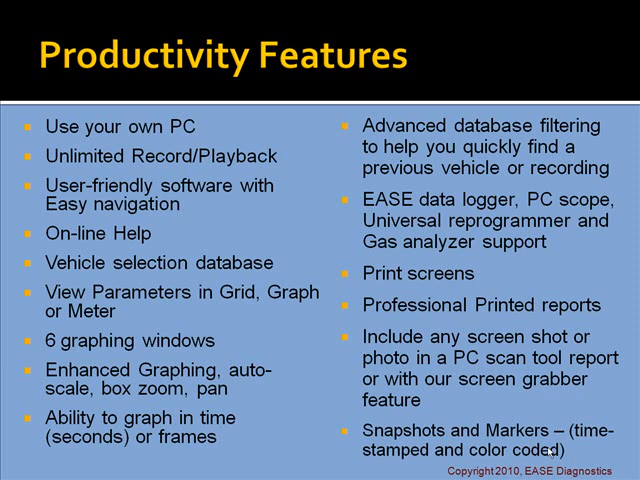 Productivity Features
Use your own PC
Unlimited Record/Playback
User-friendly software with
Easy navigation
On-line Help
Vehicle selection database
View Parameters in Grid, Graph
or Meter
6 graphing windows
Enhanced Graphing, auto-
scale, box zoom, pan
Ability to graph in time
(seconds) or frames
Advanced database filtering
to help you quickly find a
previous vehicle or recording
EASE data logger, PC scope,
Universal reprogrammer and
Gas analyzer support
Print screens
Professional Printed reports
Include any screen shot or
photo in a PC scan tool report
or with our screen grabber
feature
Snapshots and Markers – (time-
stamped and color coded)
Copyright 2010, EASE Diagnostics